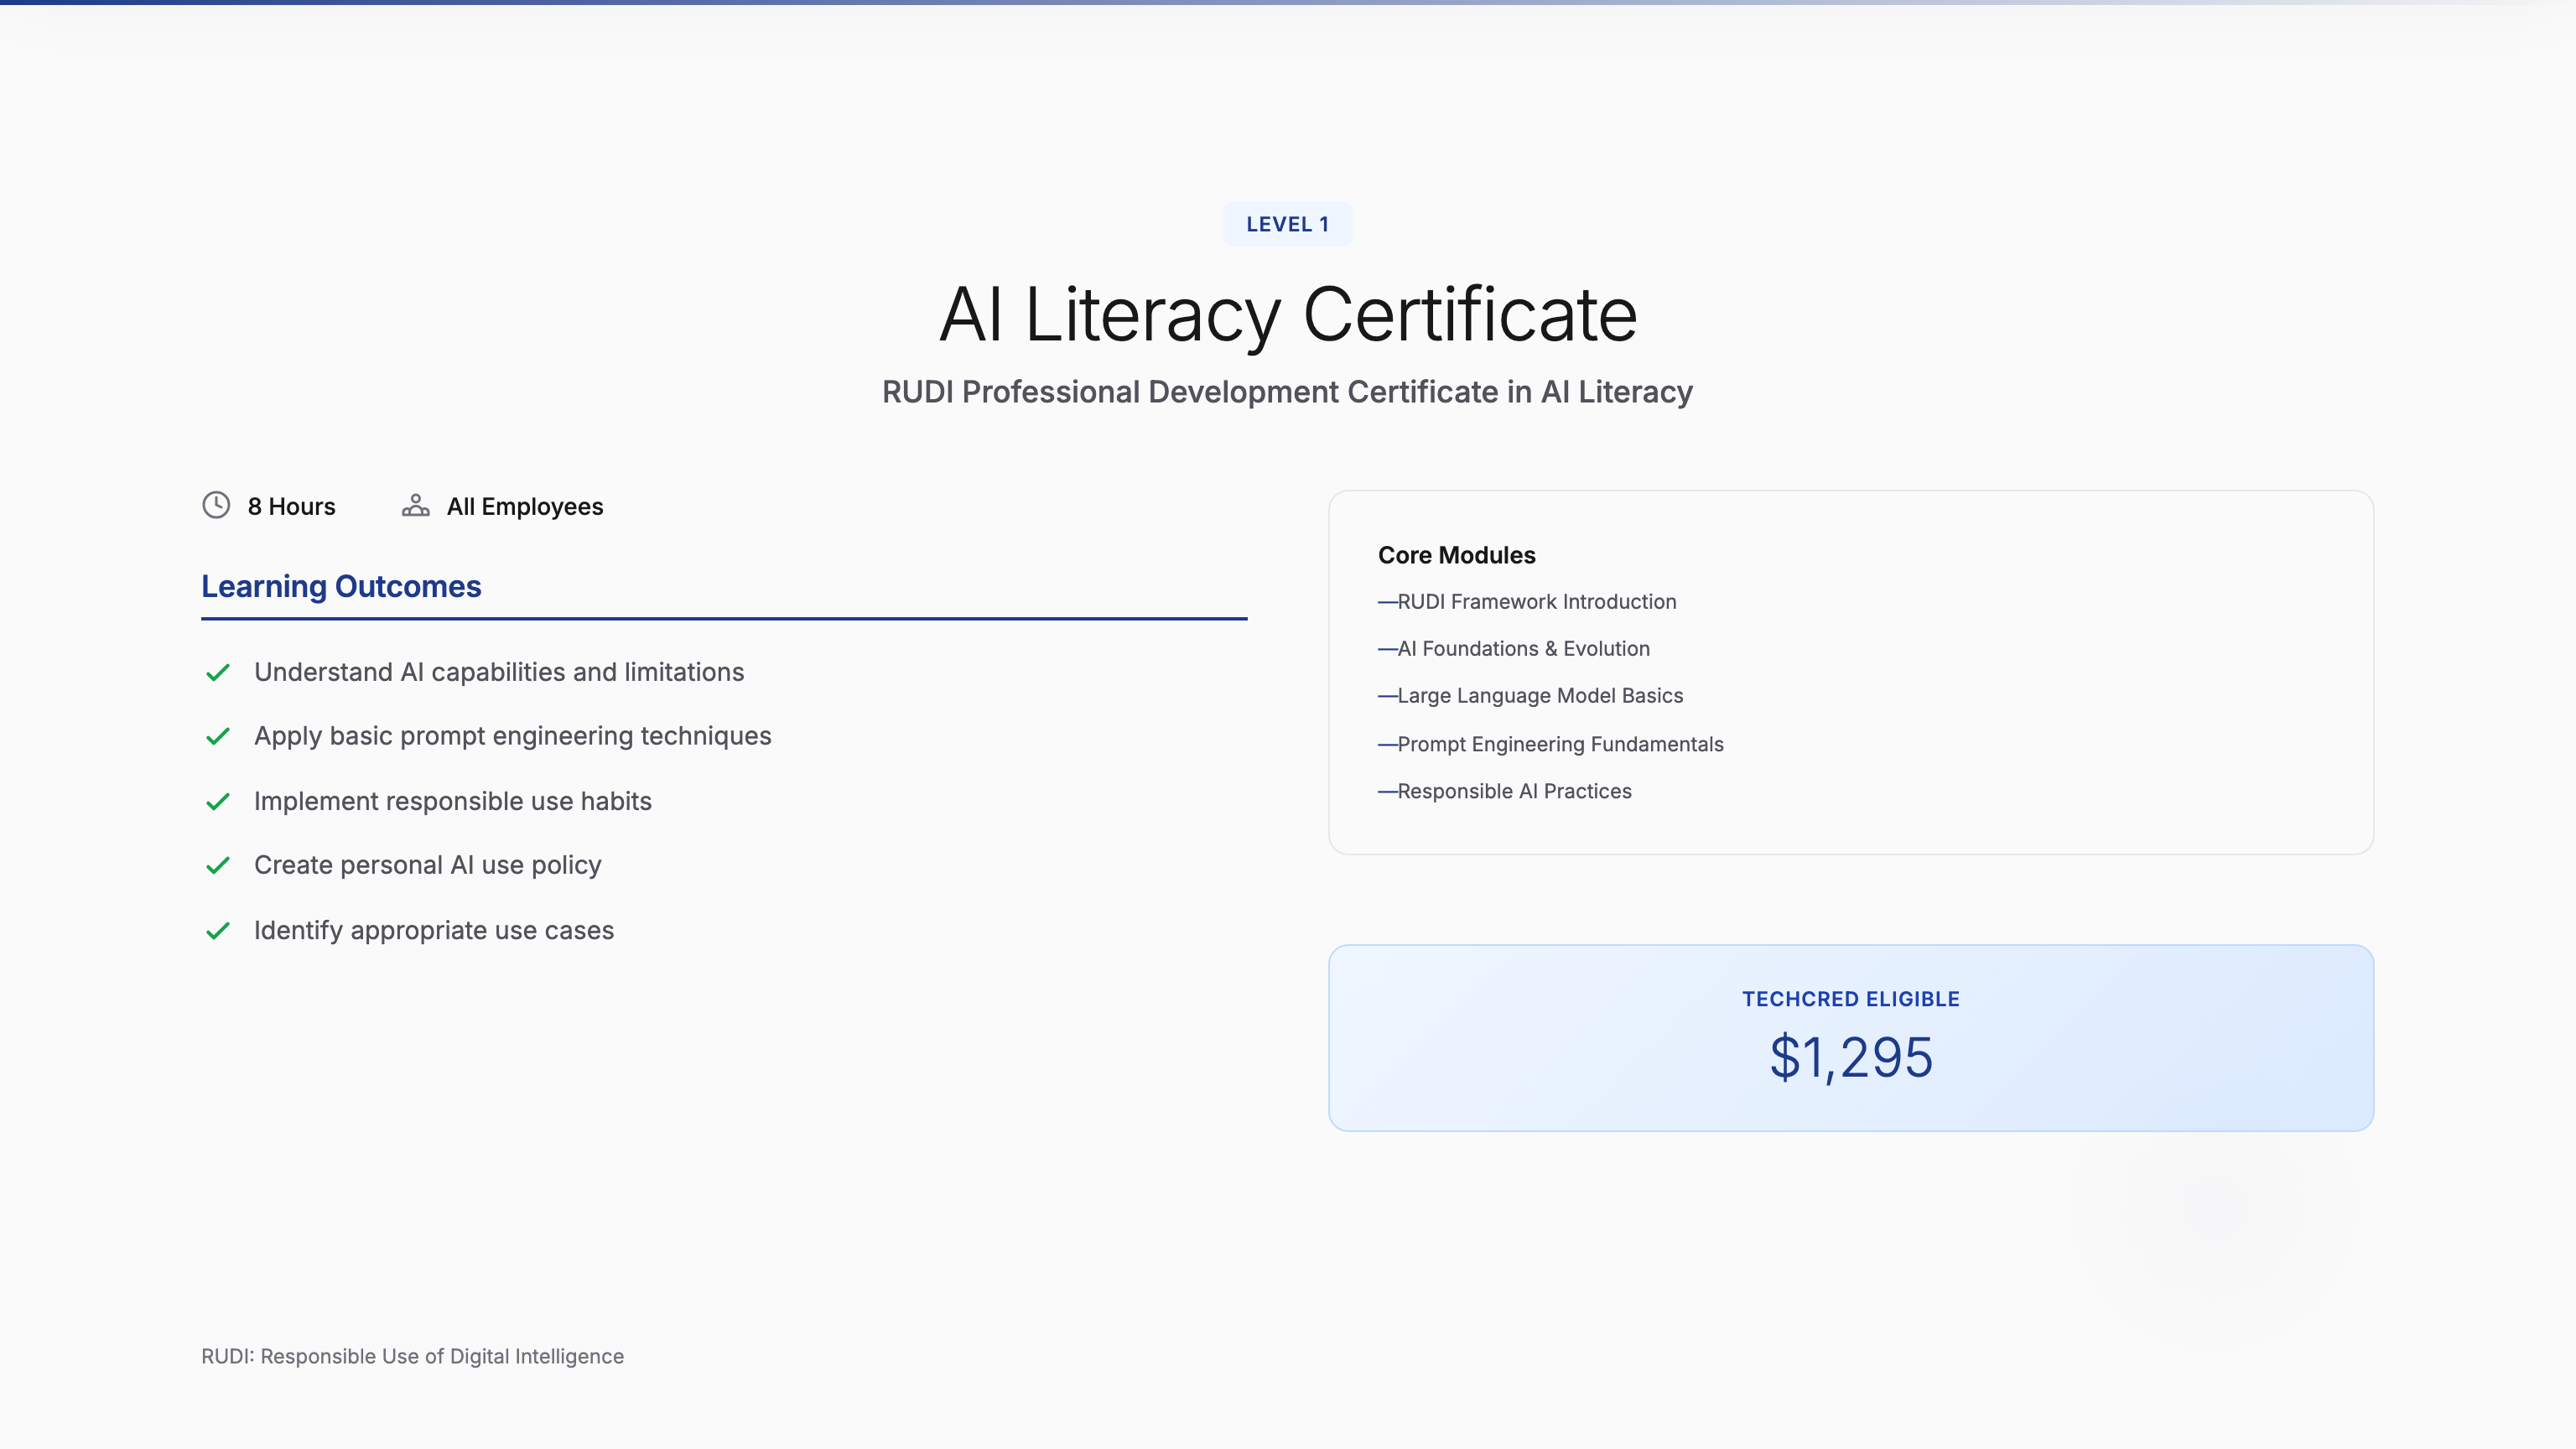 LEVEL 1
AI Literacy Certificate
RUDI Professional Development Certificate in AI Literacy
8 Hours
All Employees
Learning Outcomes
Understand AI capabilities and limitations
Apply basic prompt engineering techniques
Implement responsible use habits
Create personal AI use policy
Identify appropriate use cases
Core Modules
—RUDI Framework Introduction
—AI Foundations & Evolution
—Large Language Model Basics
—Prompt Engineering Fundamentals
—Responsible AI Practices
TECHCRED ELIGIBLE
$1,295
RUDI: Responsible Use of Digital Intelligence